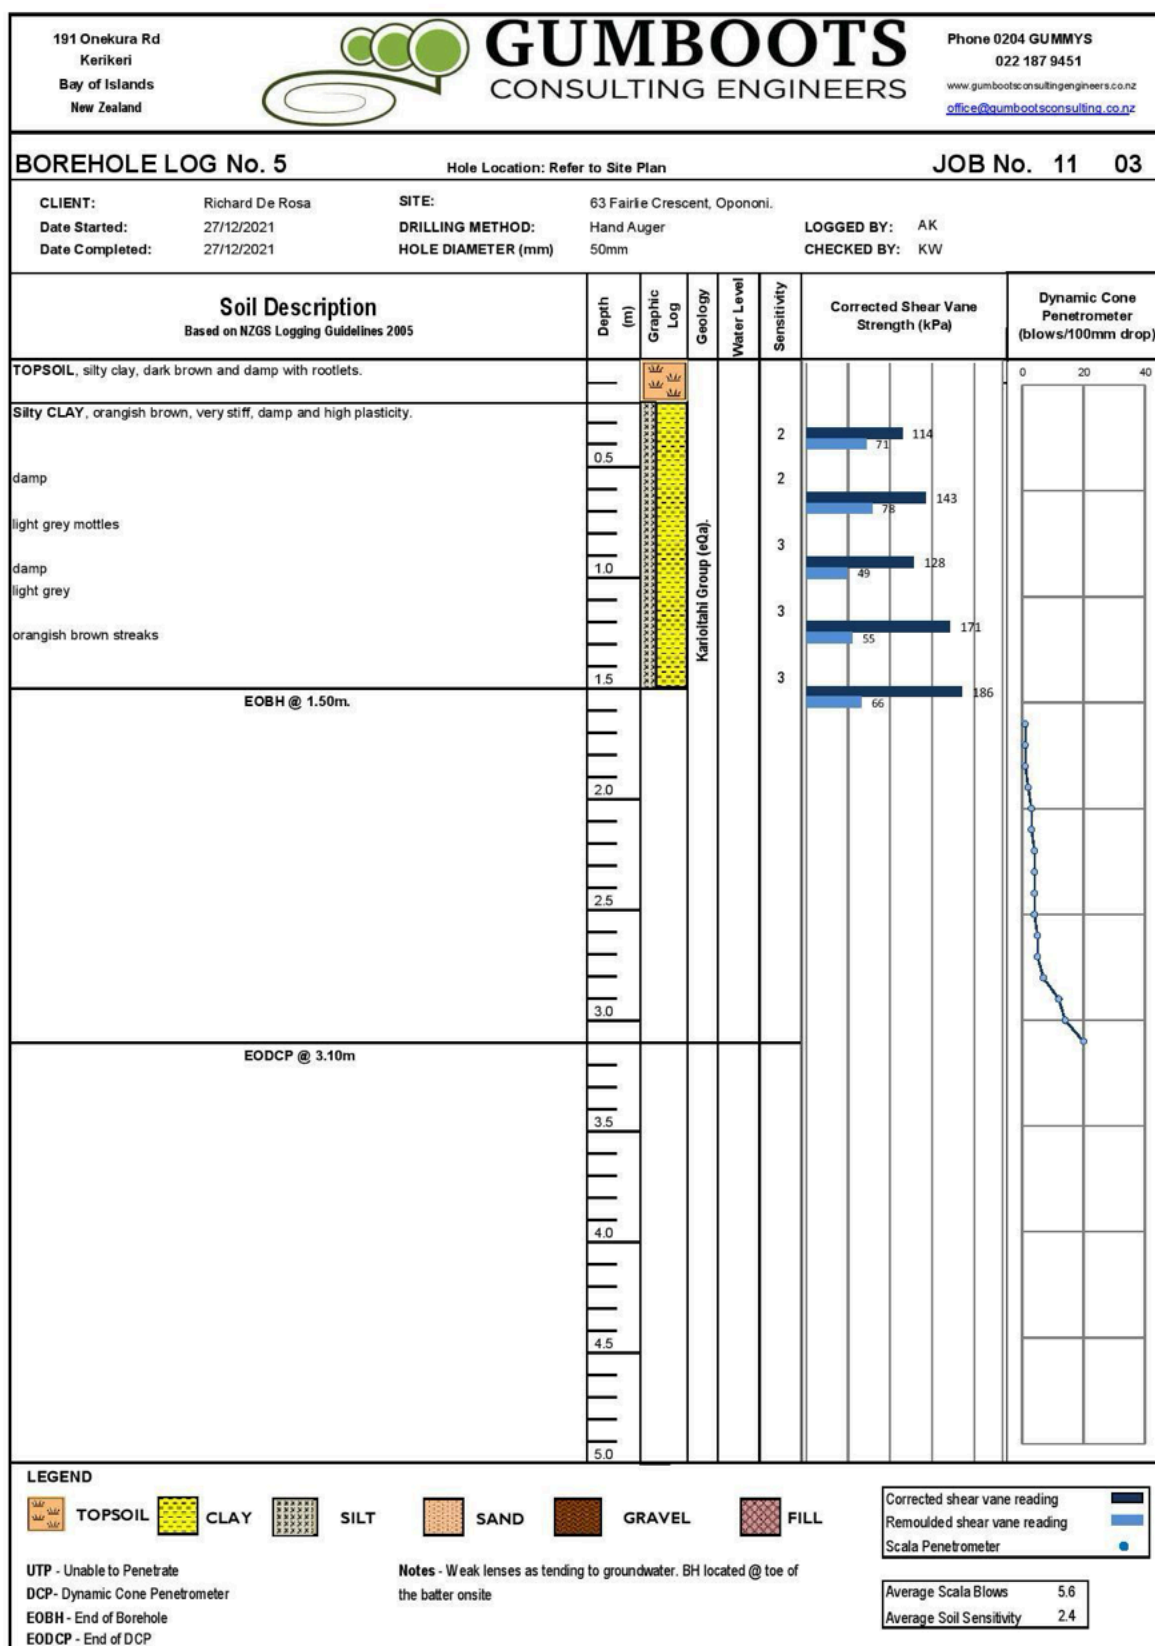 191 Onekura Rd
Kerikeri
Bay of Islands
New Zealand
GUMBOOTS
CONSULTING ENGINEERS
Phone 0204 GUMMYS
022 187 9451
www.gumbootsconsultingengineers.co.nz
office@gumbootsconsulting.co.nz
BOREHOLE LOG No. 5 Hole Location: Refer to Site Plan JOB No. 11 03
CLIENT: Richard De Rosa SITE: 63 Fairlie Crescent, Opononi.
Date Started: 27/12/2021 DRILLING METHOD: Hand Auger LOGGED BY: AK
Date Completed: 27/12/2021 HOLE DIAMETER (mm) 50mm CHECKED BY: KW
Soil Description
Based on NZGS Logging Guidelines 2005
Depth (m)
Graphic Log
Geology
Water Level
Sensitivity
Corrected Shear Vane
Strength (kPa)
Dynamic Cone
Penetrometer
(blows/100mm drop)
TOPSOIL, silty clay, dark brown and damp with rootlets.
0 20 40
Silty CLAY, orangish brown, very stiff, damp and high plasticity.
2 114
71
0.5
damp
2
143
78
light grey mottles
3
128
damp
1.0
49
light grey
3
171
orangish brown streaks
55
1.5
3
186
66
Karioitahi Group (eQa).
EOBH @ 1.50m.
2.0
2.5
3.0
EODCP @ 3.10m
3.5
4.0
4.5
5.0
LEGEND
TOPSOIL CLAY SILT SAND GRAVEL FILL
Corrected shear vane reading
Remoulded shear vane reading
Scala Penetrometer
UTP - Unable to Penetrate
DCP- Dynamic Cone Penetrometer
EOBH - End of Borehole
EODCP - End of DCP
Notes - Weak lenses as tending to groundwater. BH located @ toe of
the batter onsite
Average Scala Blows 5.6
Average Soil Sensitivity 2.4